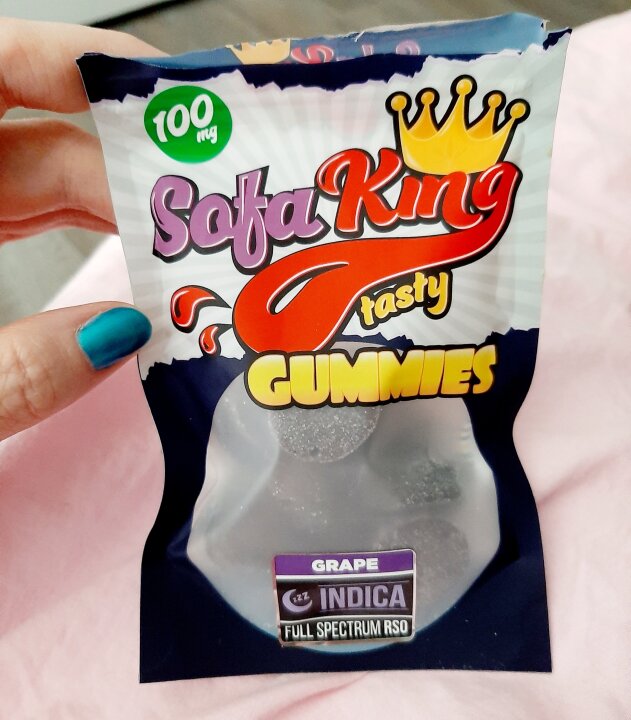 100
mg
Sofa King
tasty
GUMMIES
GRAPE
zzz INDICA
FULL SPECTRUM RSO